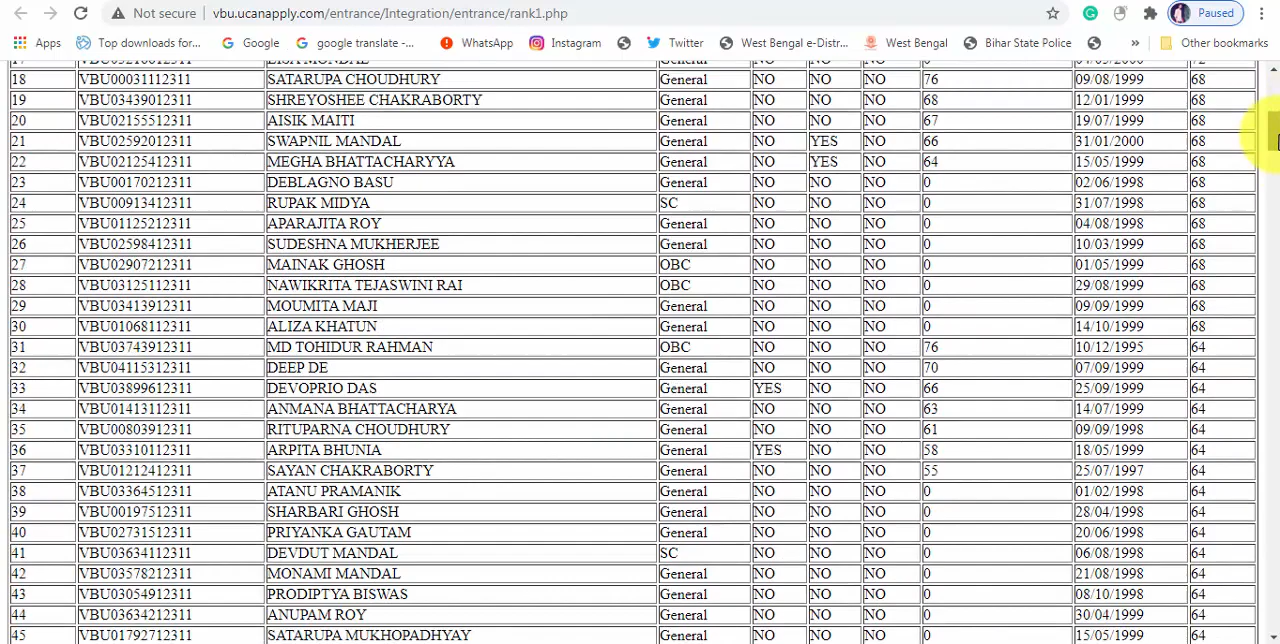 Not secure | vbu.ucanapply.com/entrance/Integration/entrance/rank1.php Paused
Apps Top downloads for... Google google translate -... WhatsApp Instagram Twitter West Bengal e-Distr... West Bengal Bihar State Police » Other bookmarks
18 VBU00031112311 SATARUPA CHOUDHURY General NO NO NO 76 09/08/1999 68
19 VBU03439012311 SHREYOSHEE CHAKRABORTY General NO NO NO 68 12/01/1999 68
20 VBU02155512311 AISIK MAITI General NO NO NO 67 19/07/1999 68
21 VBU02592012311 SWAPNIL MANDAL General NO YES NO 66 31/01/2000 68
22 VBU02125412311 MEGHA BHATTACHARYYA General NO YES NO 64 15/05/1999 68
23 VBU00170212311 DEBLAGNO BASU General NO NO NO 0 02/06/1998 68
24 VBU00913412311 RUPAK MIDYA SC NO NO NO 0 31/07/1998 68
25 VBU01125212311 APARAJITA ROY General NO NO NO 0 04/08/1998 68
26 VBU02598412311 SUDESHNA MUKHERJEE General NO NO NO 0 10/03/1999 68
27 VBU02907212311 MAINAK GHOSH OBC NO NO NO 0 01/05/1999 68
28 VBU03125112311 NAWIKRITA TEJASWINI RAI OBC NO NO NO 0 29/08/1999 68
29 VBU03413912311 MOUMITA MAJI General NO NO NO 0 09/09/1999 68
30 VBU01068112311 ALIZA KHATUN General NO NO NO 0 14/10/1999 68
31 VBU03743912311 MD TOHIDUR RAHMAN OBC NO NO NO 76 10/12/1995 64
32 VBU04115312311 DEEP DE General NO NO NO 70 07/09/1999 64
33 VBU03899612311 DEVOPRIO DAS General YES NO NO 66 25/09/1999 64
34 VBU01413112311 ANMANA BHATTACHARYA General NO NO NO 63 14/07/1999 64
35 VBU00803912311 RITUPARNA CHOUDHURY General NO NO NO 61 09/09/1998 64
36 VBU03310112311 ARPITA BHUNIA General YES NO NO 58 18/05/1999 64
37 VBU01212412311 SAYAN CHAKRABORTY General NO NO NO 55 25/07/1997 64
38 VBU03364512311 ATANU PRAMANIK General NO NO NO 0 01/02/1998 64
39 VBU00197512311 SHARBARI GHOSH General NO NO NO 0 28/04/1998 64
40 VBU02731512311 PRIYANKA GAUTAM General NO NO NO 0 20/06/1998 64
41 VBU03634112311 DEVDUT MANDAL SC NO NO NO 0 06/08/1998 64
42 VBU03578212311 MONAMI MANDAL General NO NO NO 0 21/08/1998 64
43 VBU03054912311 PRODIPTYA BISWAS General NO NO NO 0 08/10/1998 64
44 VBU03634212311 ANUPAM ROY General NO NO NO 0 30/04/1999 64
45 VBU01792712311 SATARUPA MUKHOPADHYAY General NO NO NO 0 15/05/1999 64